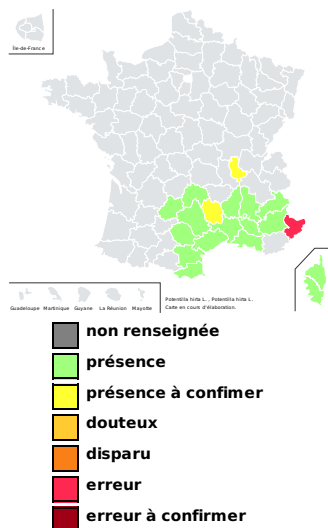 Île-de-France
Guadeloupe Martinique Guyane La Réunion Mayotte
Potentilla hirta L. , Potentilla hirta L.
Carte en cours d'élaboration.
non renseignée
présence
présence à confimer
douteux
disparu
erreur
erreur à confirmer